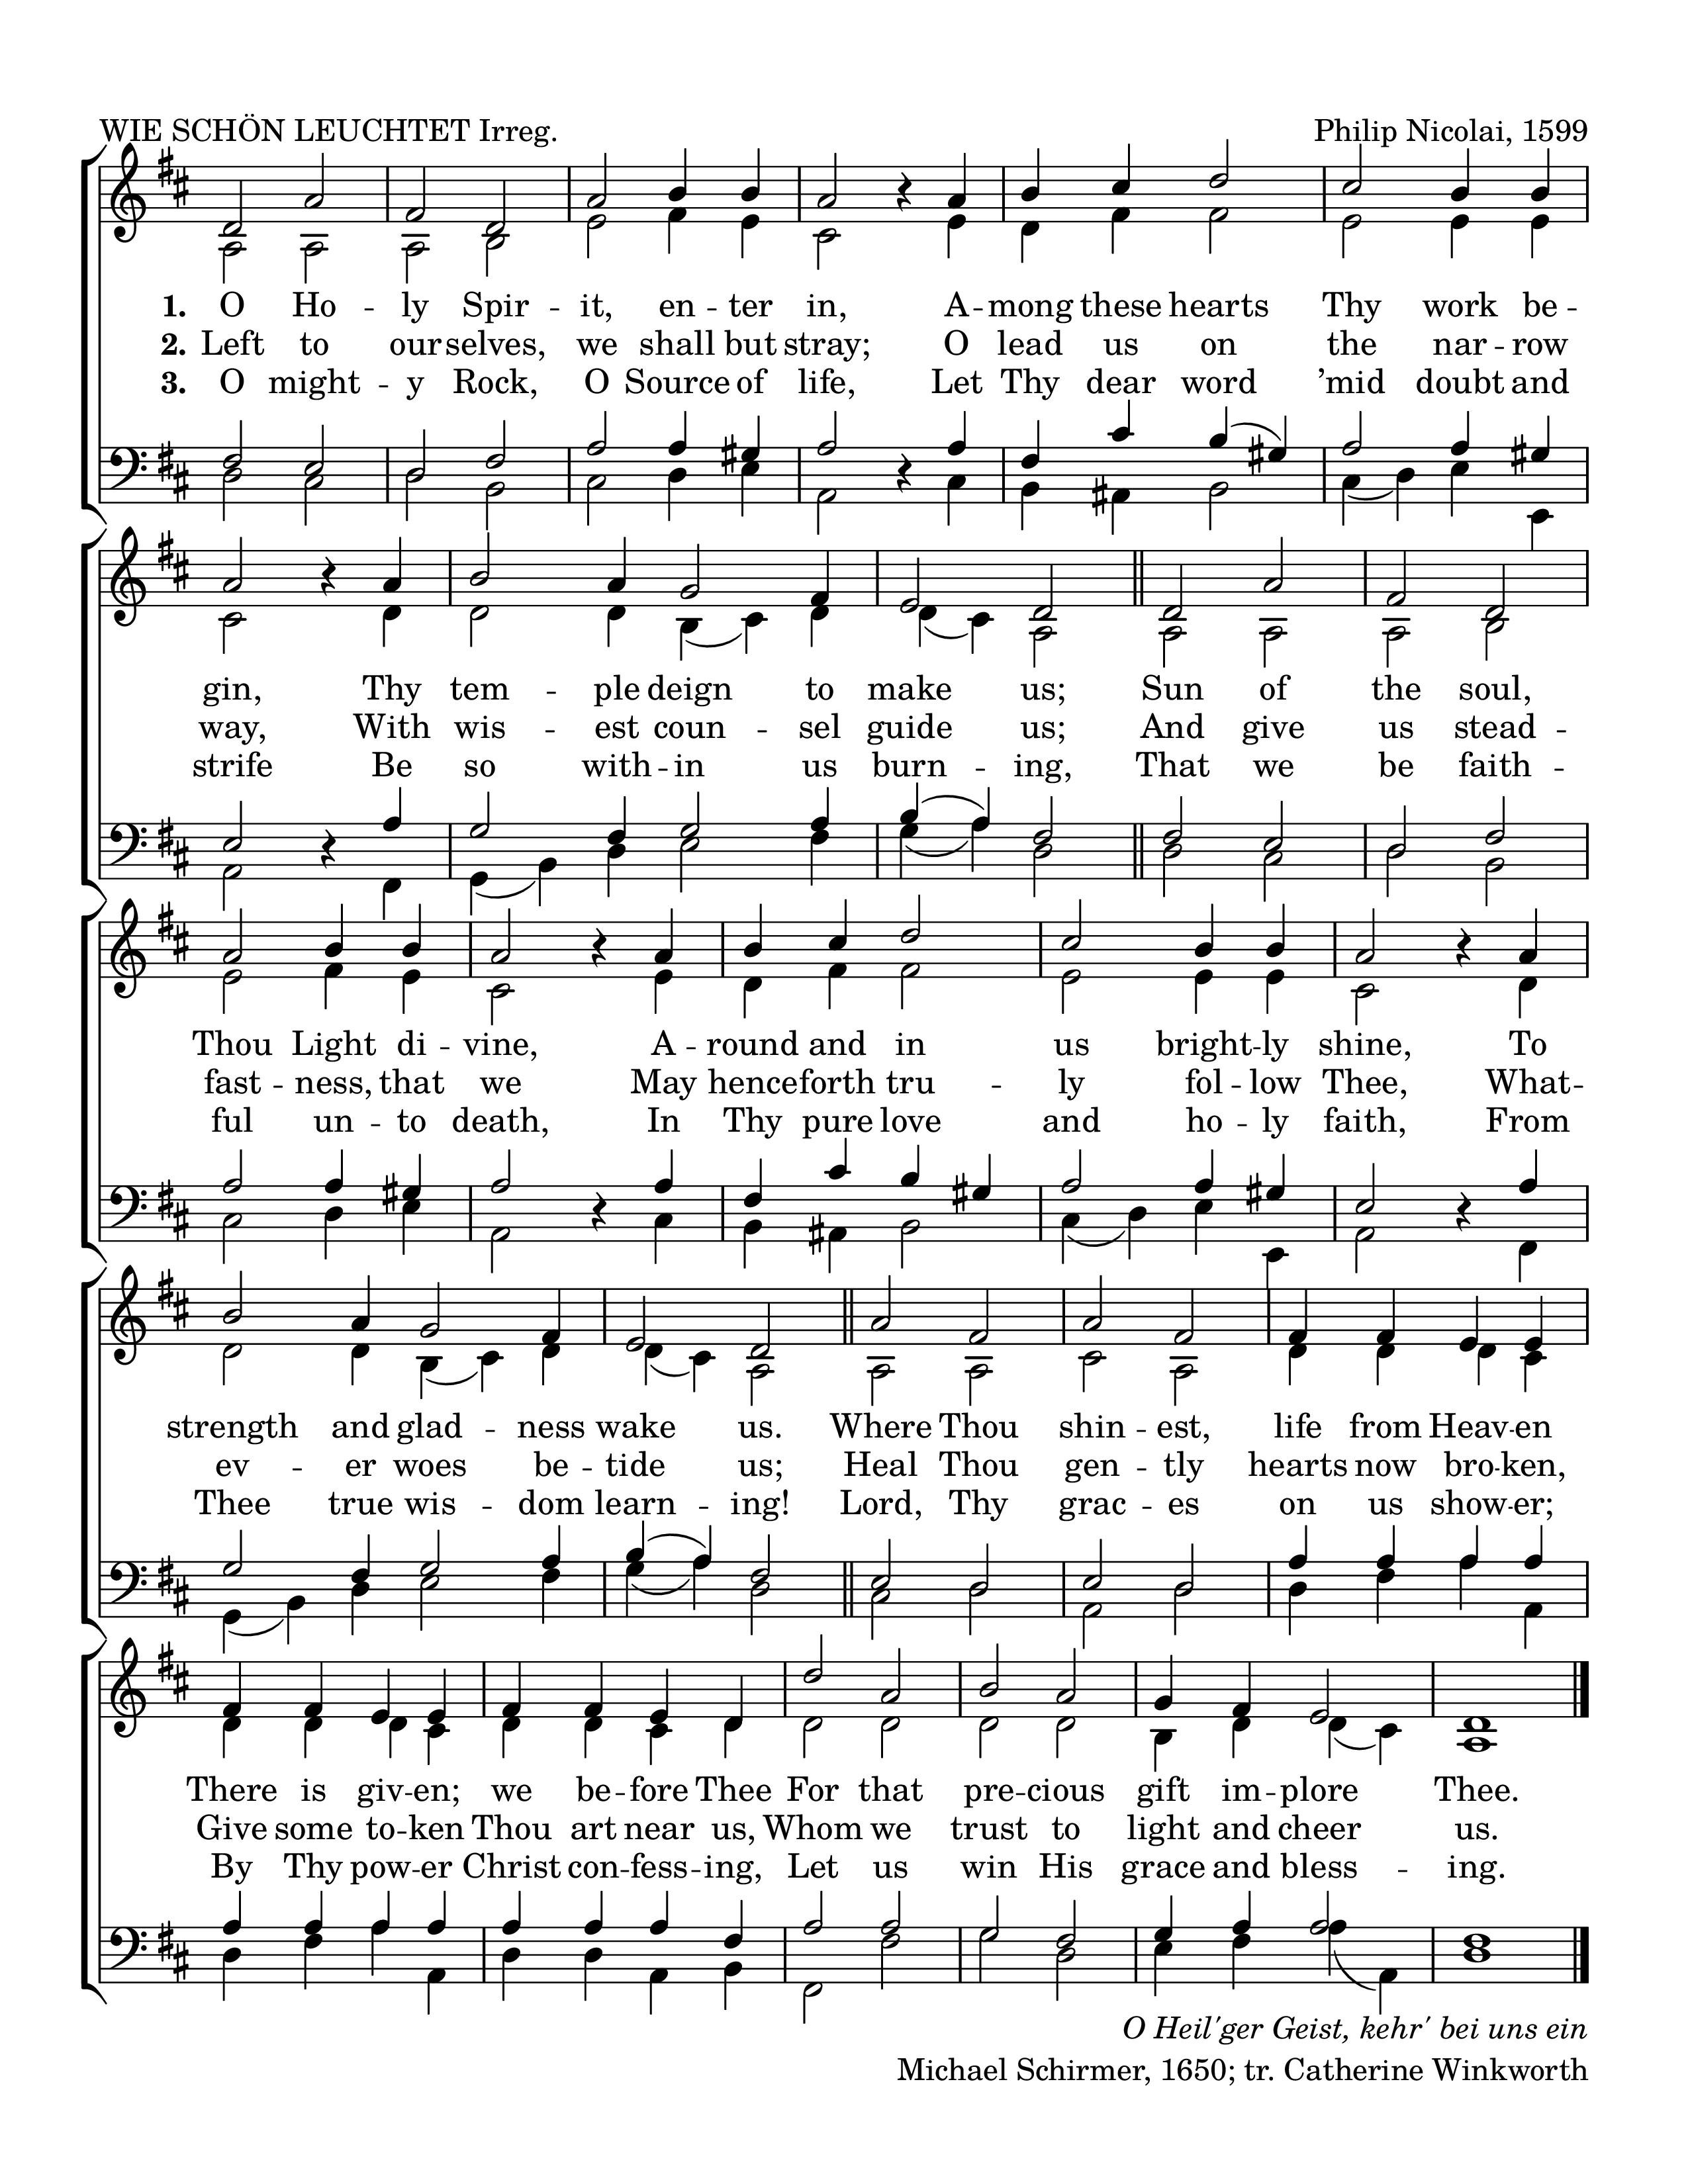 WIE SCHÖN LEUCHTET Irreg. Philip Nicolai, 1599
1. O Ho - ly Spir - it, en - ter in, A - mong these hearts Thy work be -
2. Left to our - selves, we shall but stray; O lead us on the nar - row
3. O might - y Rock, O Source of life, Let Thy dear word ’mid doubt and
gin, Thy tem - ple deign to make us; Sun of the soul,
way, With wis - est coun - sel guide us; And give us stead -
strife Be so with - in us burn - ing, That we be faith -
Thou Light di - vine, A - round and in us bright - ly shine, To
fast - ness, that we May hence - forth tru - ly fol - low Thee, What -
ful un - to death, In Thy pure love and ho - ly faith, From
strength and glad - ness wake us. Where Thou shin - est, life from Heav - en
ev - er woes be - tide us; Heal Thou gen - tly hearts now bro - ken,
Thee true wis - dom learn - ing! Lord, Thy grac - es on us show - er;
There is giv - en; we be - fore Thee For that pre - cious gift im - plore Thee.
Give some to - ken Thou art near us, Whom we trust to light and cheer us.
By Thy pow - er Christ con - fess - ing, Let us win His grace and bless - ing.
O Heil'ger Geist, kehr' bei uns ein
Michael Schirmer, 1650; tr. Catherine Winkworth